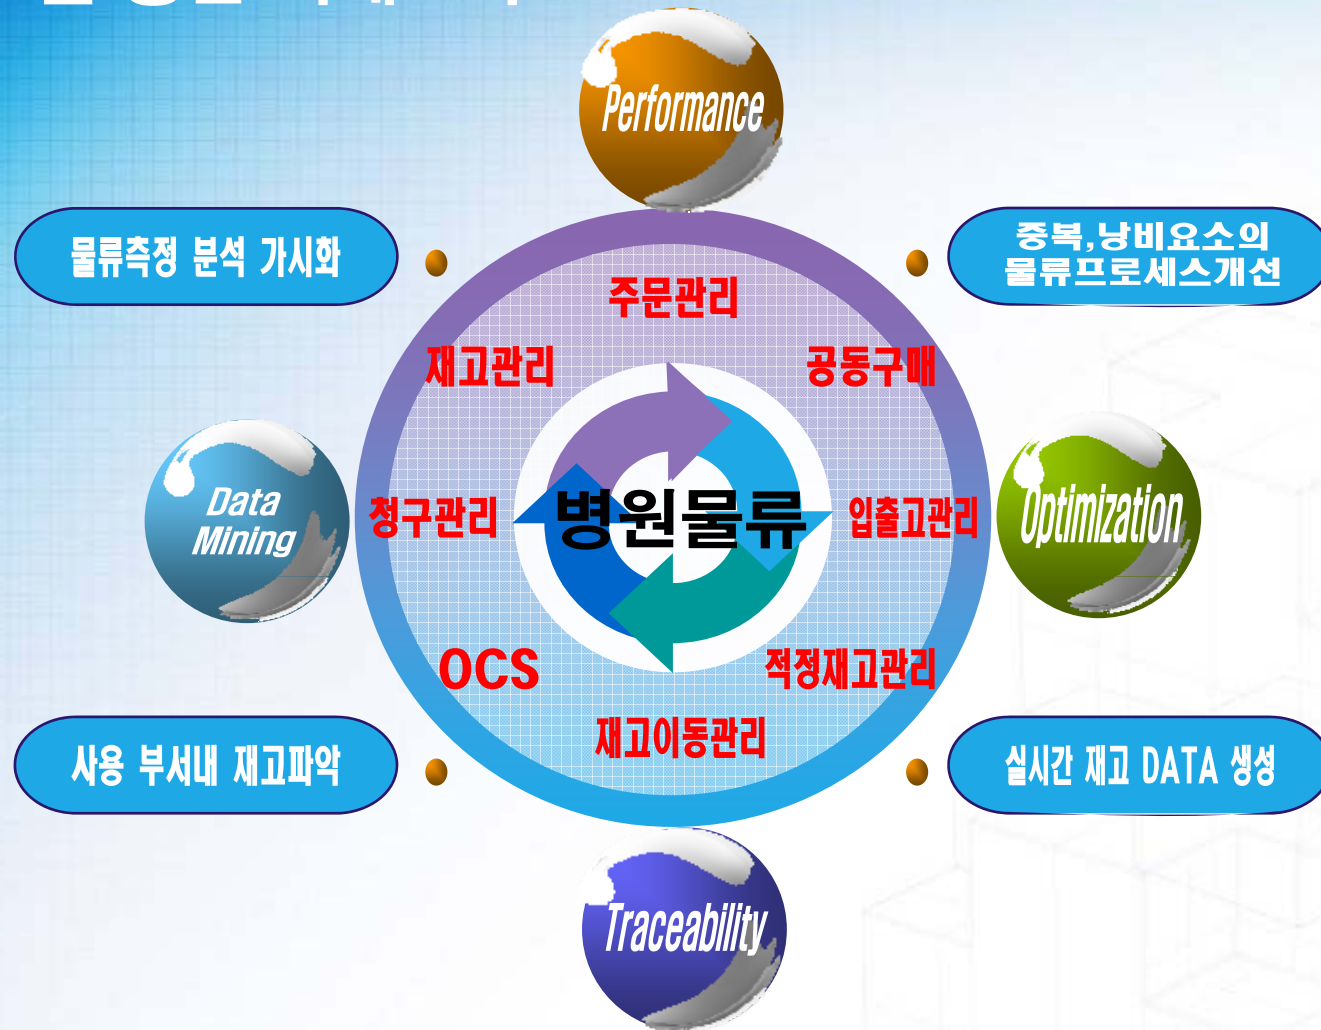 Performance
물류측정 분석 가시화
중복,낭비요소의
물류프로세스개선
주문관리
재고관리
공동구매
Data
Mining
청구관리
병원물류
입출고관리
Optimization
OCS
적정재고관리
재고이동관리
사용 부서내 재고파악
실시간 재고 DATA 생성
Traceability